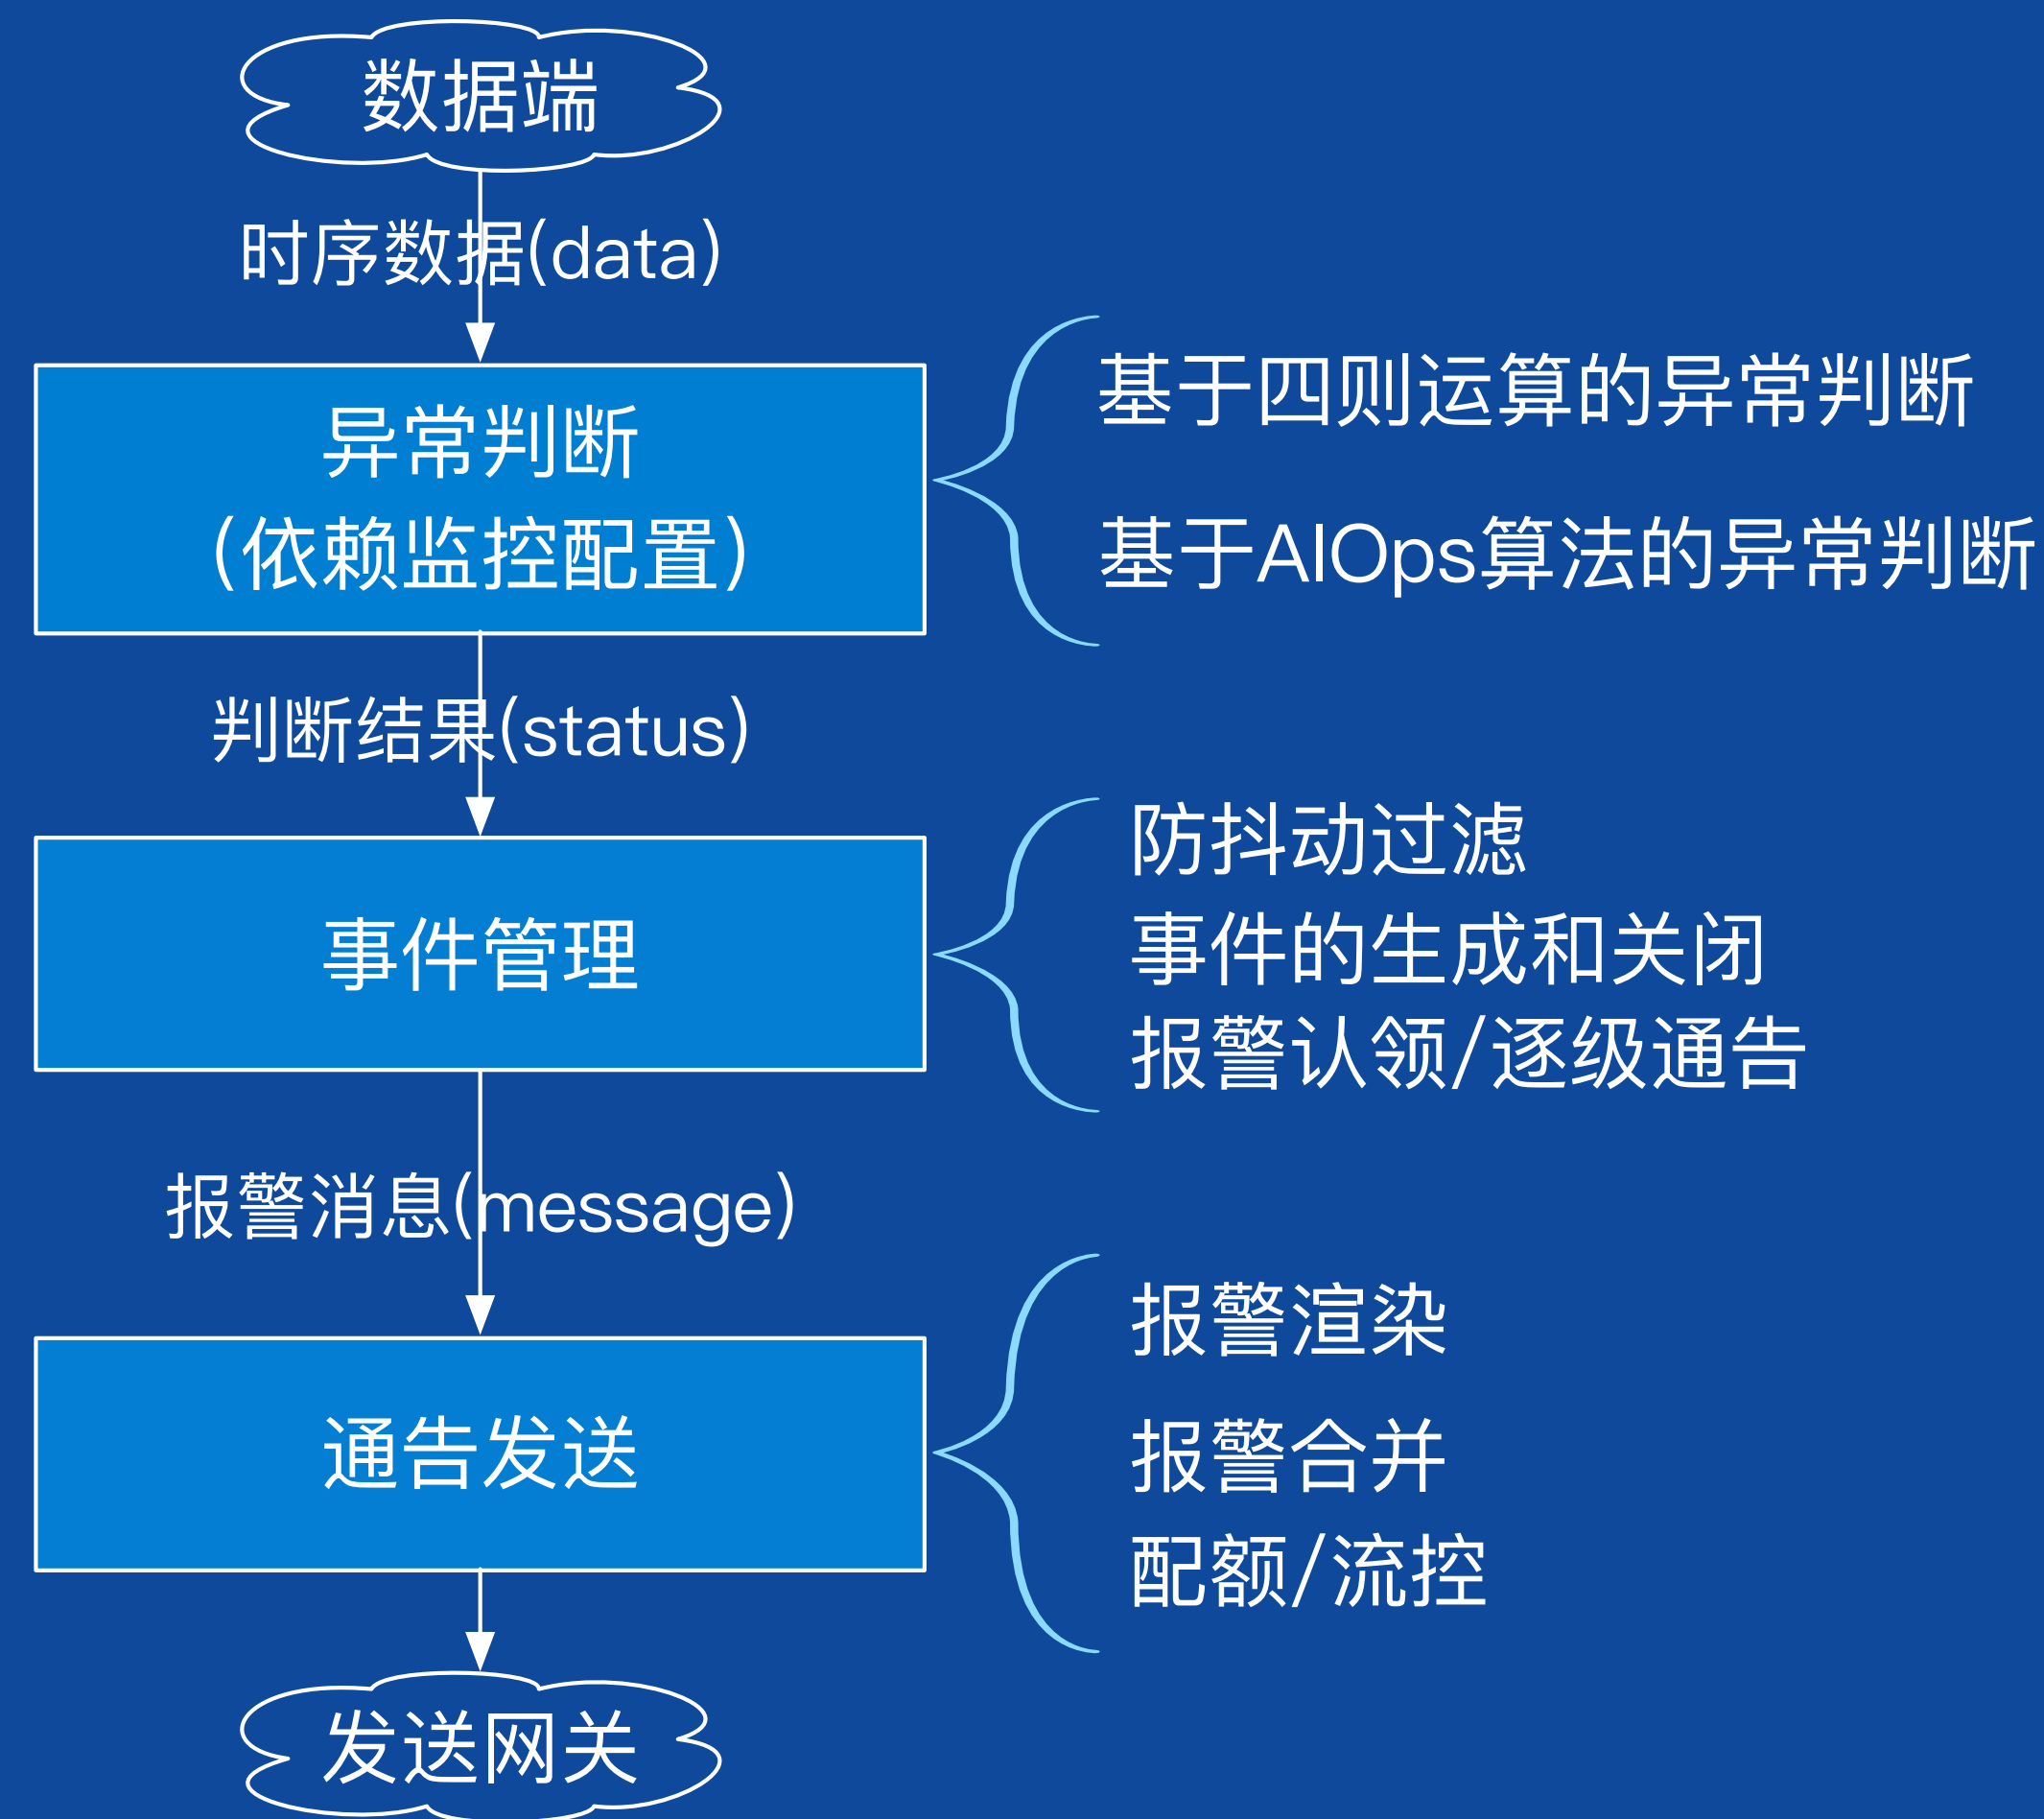 数据端
时序数据(data)
异常判断
(依赖监控配置)
基于四则运算的异常判断
基于AIOps算法的异常判断
判断结果(status)
事件管理
防抖动过滤
事件的生成和关闭
报警认领/逐级通告
报警消息(message)
通告发送
报警渲染
报警合并
配额/流控
发送网关